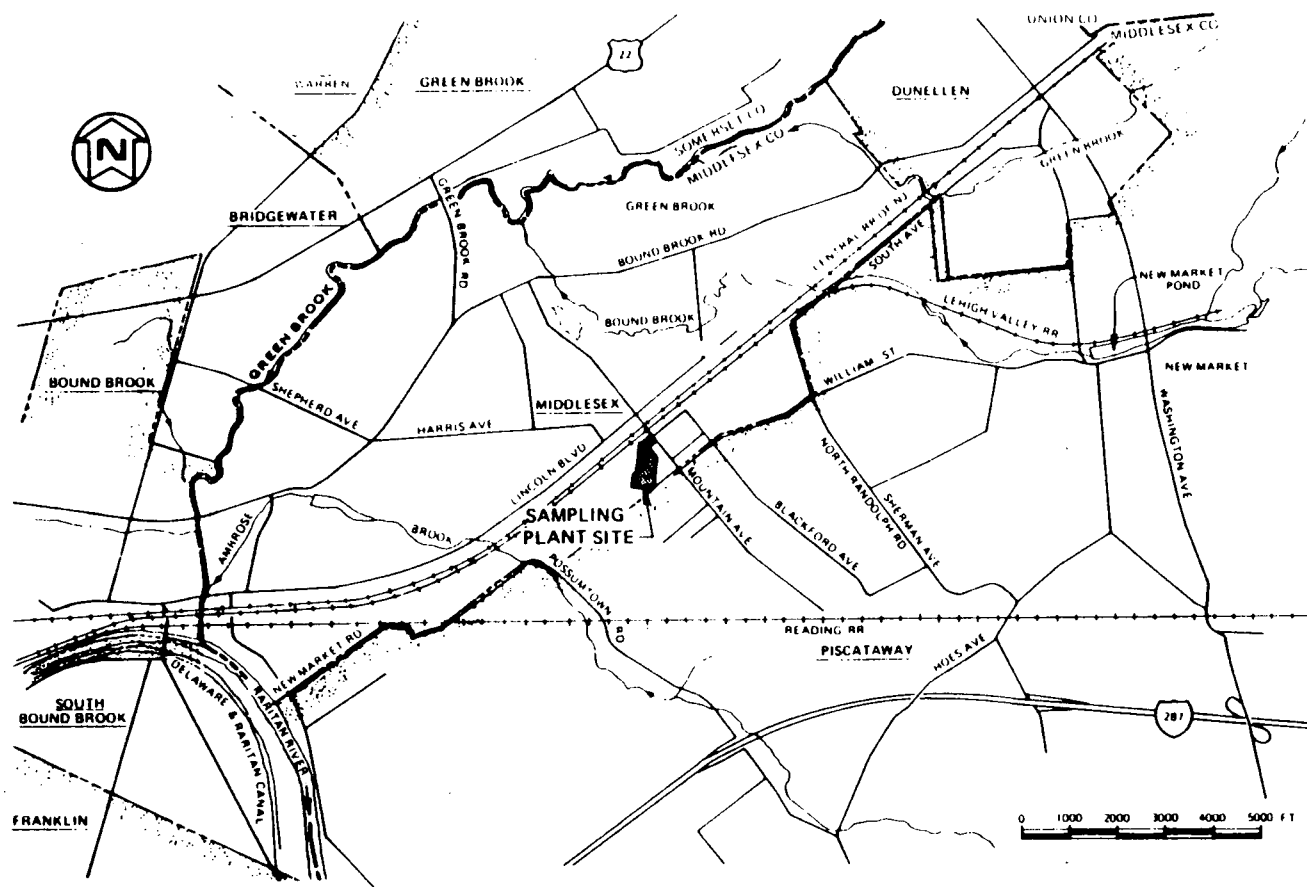 UNION CO
MIDDLESEX CO
22
WARREN
GREEN BROOK
DUNELLEN
N
SOMERSET CO
MIDDLESEX CO
GREEN BROOK
GREEN BROOK RD
GREEN BROOK
BRIDGEWATER
BOUND BROOK RD
CENTRAL RR OF NJ
SOUTH AVE
NEW MARKET
POND
LEHIGH VALLEY RR
GREEN BROOK
BOUND BROOK
BOUND BROOK
SHEPHERD AVE
WILLIAM ST
NEW MARKET
MIDDLESEX
HARRIS AVE
LINCOLN BLVD
WASHINGTON AVE
MOUNTAIN AVE
NORTH RANDOLPH RD
SHERMAN AVE
BLACKFORD AVE
SAMPLING
PLANT SITE
BROOK
AMBROSE
POSSUMTOWN RD
READING RR
PISCATAWAY
HOES AVE
NEW MARKET RD
RARITAN RIVER
DELAWARE & RARITAN CANAL
SOUTH
BOUND BROOK
287
FRANKLIN
0 1000 2000 3000 4000 5000 FT